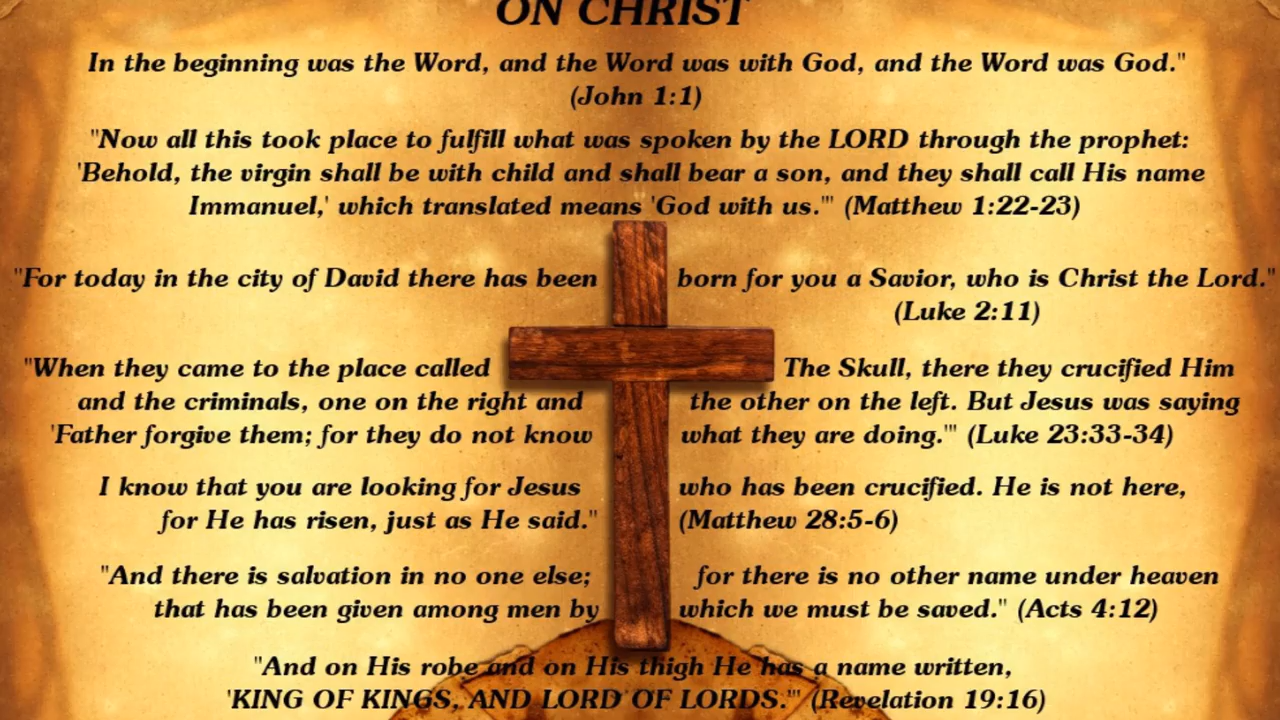 ON CHRIST
In the beginning was the Word, and the Word was with God, and the Word was God."
(John 1:1)
"Now all this took place to fulfill what was spoken by the LORD through the prophet:
'Behold, the virgin shall be with child and shall bear a son, and they shall call His name
Immanuel,' which translated means 'God with us.'" (Matthew 1:22-23)
"For today in the city of David there has been born for you a Savior, who is Christ the Lord."
(Luke 2:11)
"When they came to the place called The Skull, there they crucified Him
and the criminals, one on the right and the other on the left. But Jesus was saying
'Father forgive them; for they do not know what they are doing.'" (Luke 23:33-34)
I know that you are looking for Jesus who has been crucified. He is not here,
for He has risen, just as He said." (Matthew 28:5-6)
"And there is salvation in no one else; for there is no other name under heaven
that has been given among men by which we must be saved." (Acts 4:12)
"And on His robe and on His thigh He has a name written,
'KING OF KINGS, AND LORD OF LORDS.'" (Revelation 19:16)